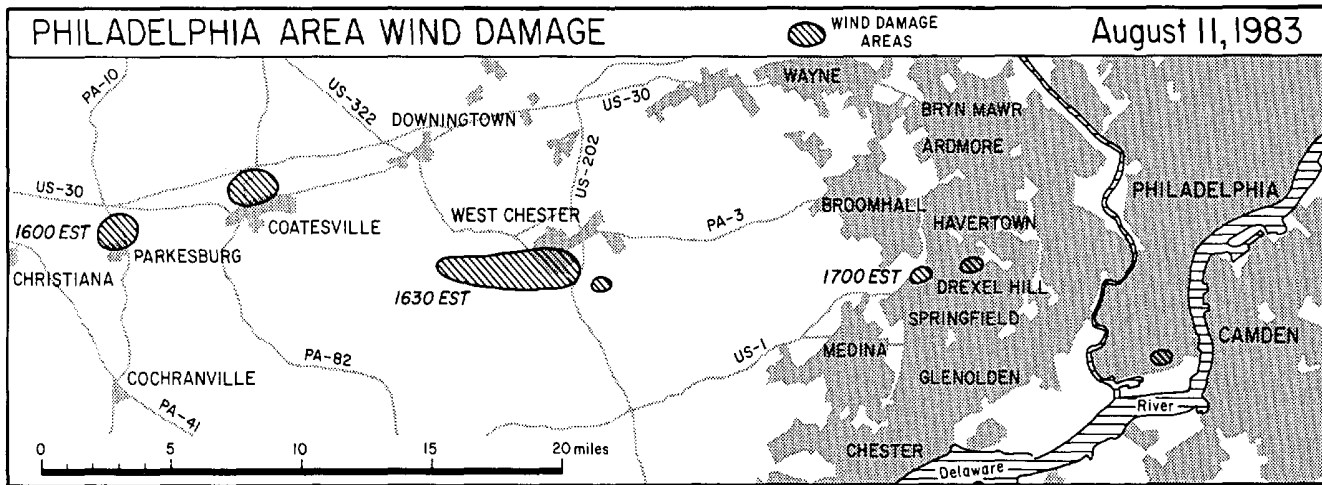 PHILADELPHIA AREA WIND DAMAGE
WIND DAMAGE
AREAS
August 11, 1983
PA-10
US-322
DOWNINGTOWN
US-30
WAYNE
BRYN MAWR
ARDMORE
US-202
US-30
PHILADELPHIA
1600 EST
PARKESBURG
COATESVILLE
WEST CHESTER
PA-3
BROOMHALL
HAVERTOWN
CHRISTIANA
1630 EST
1700 EST
DREXEL HILL
SPRINGFIELD
CAMDEN
US-1
MEDINA
PA-82
GLENOLDEN
COCHRANVILLE
PA-41
River
CHESTER
Delaware
0 5 10 15 20 miles